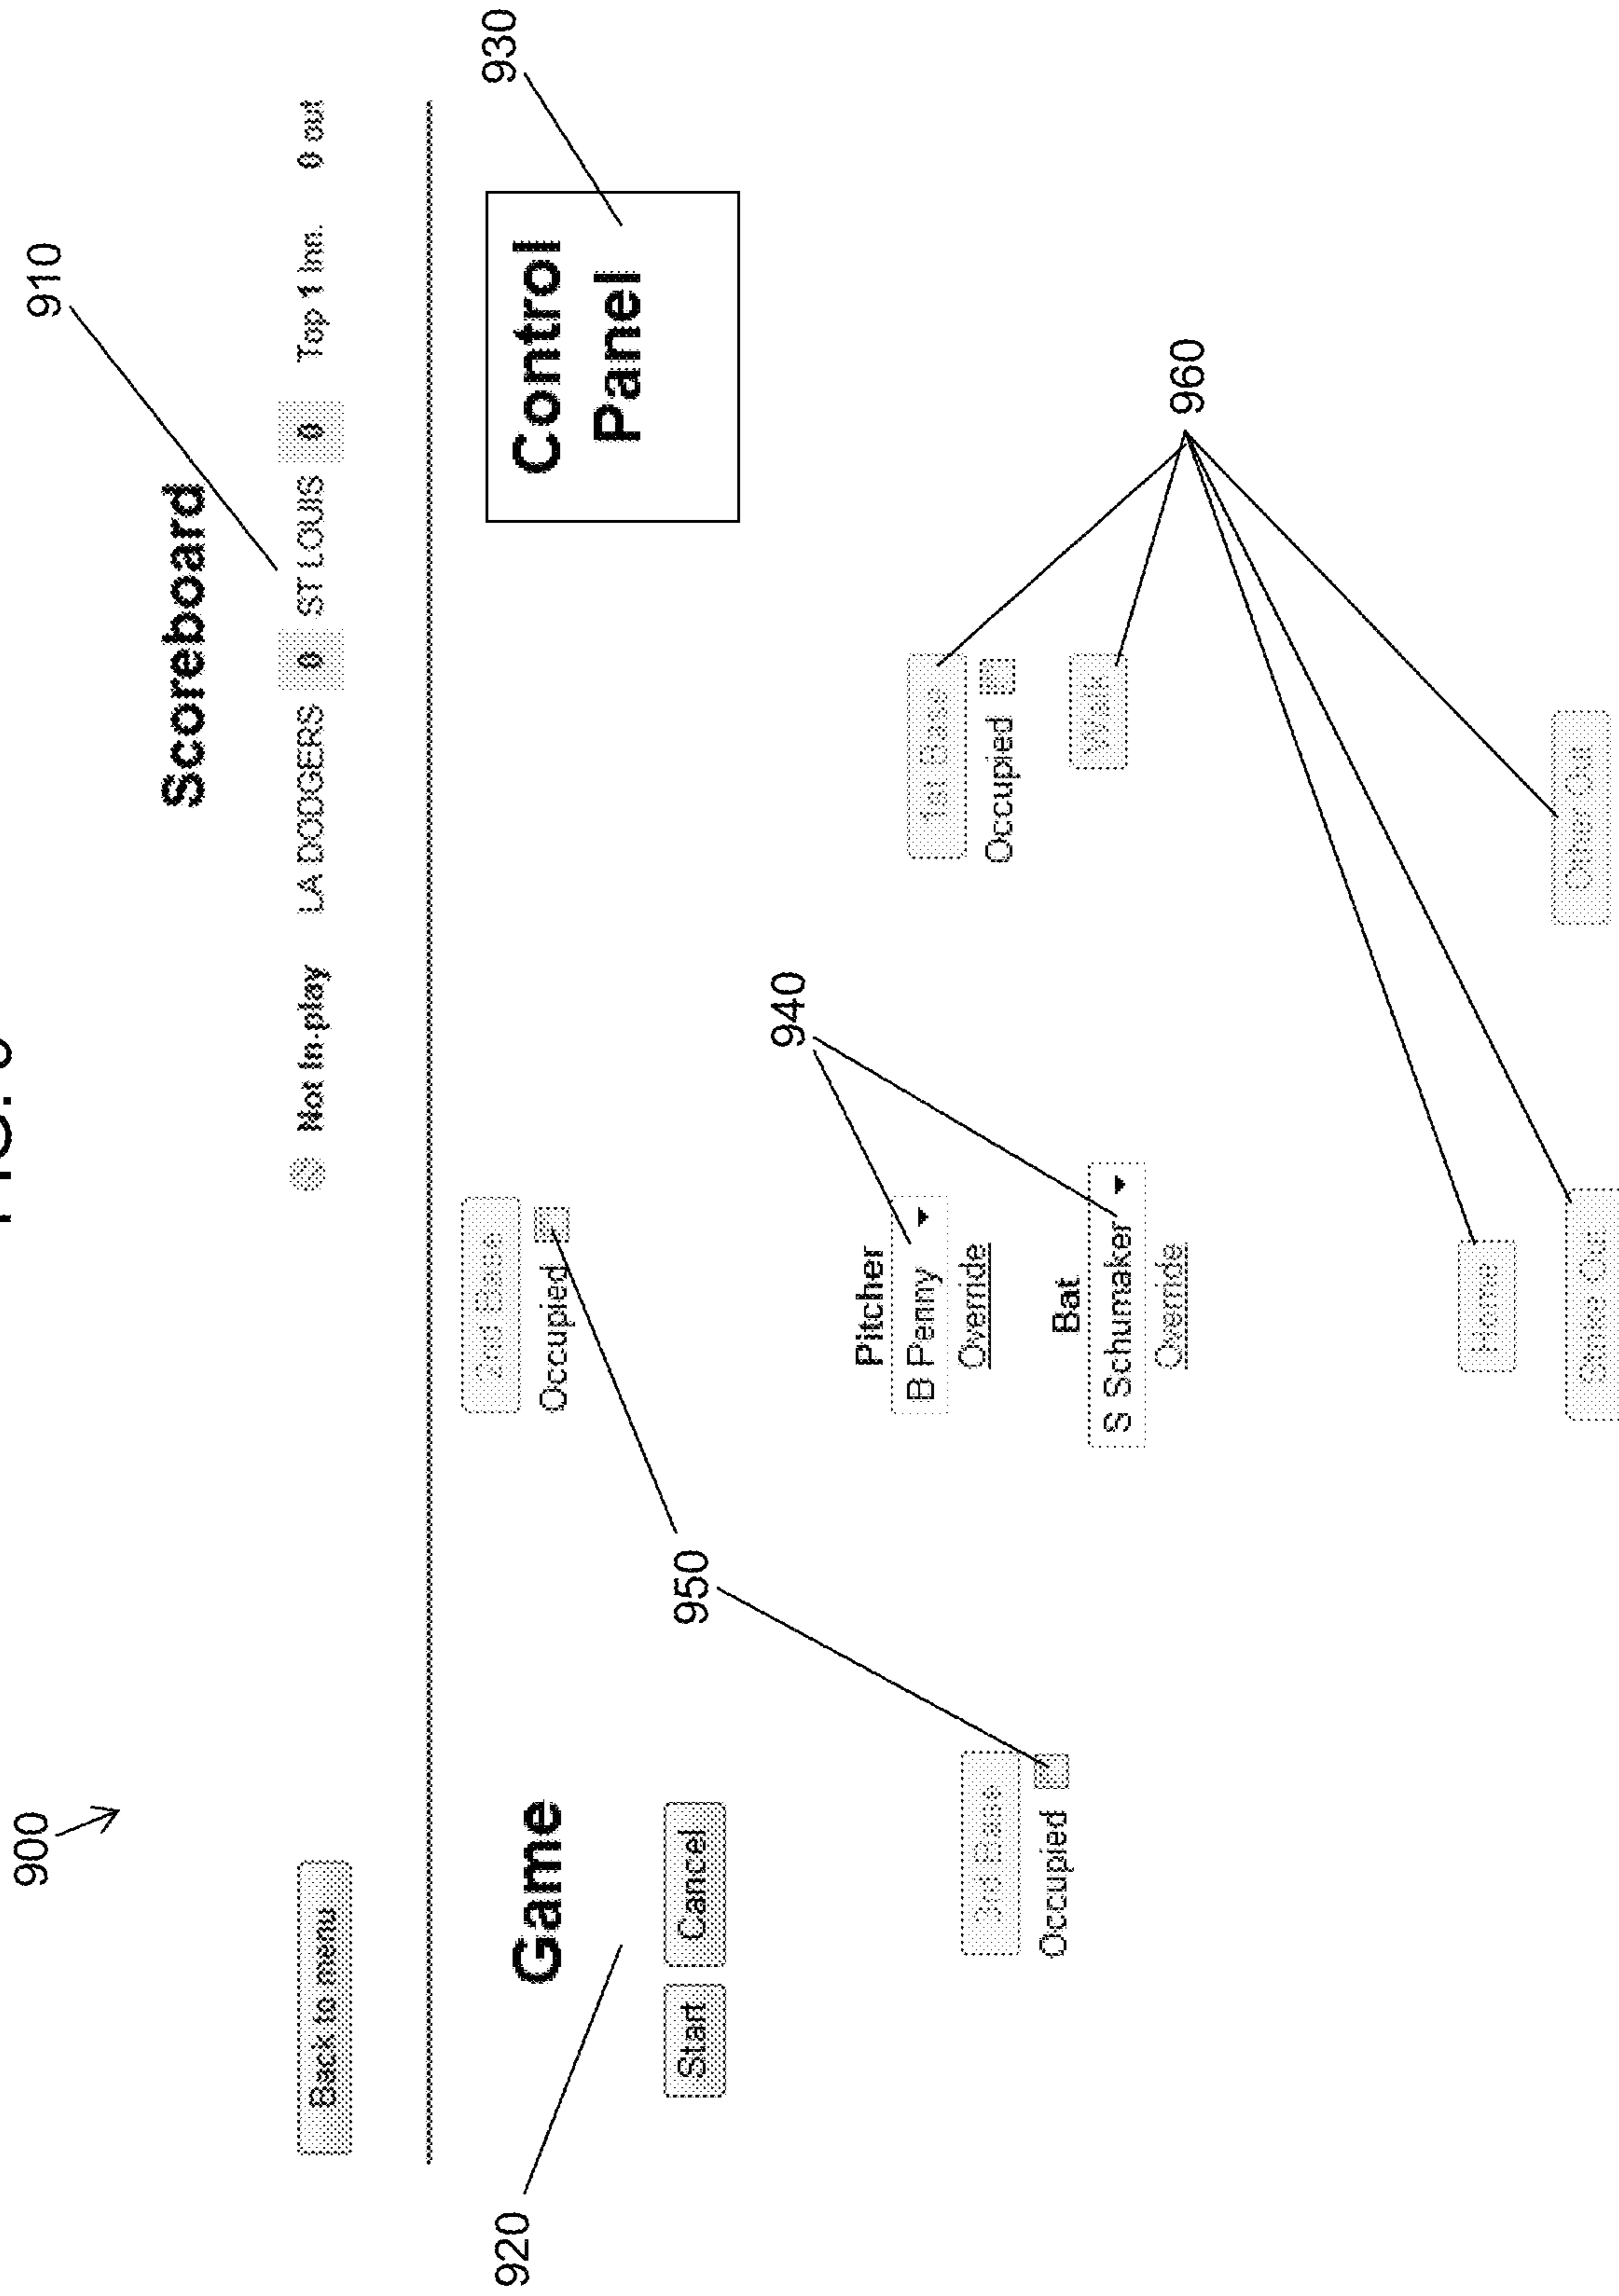 FIG. 9
900
910
Scoreboard
Back to menu
Not In-play LA DODGERS 0 ST LOUIS 0 Top 1 Inn. 0 out
920
930
Game
Start Cancel
2nd Base
Occupied
Control
Panel
950
940
Pitcher
B Penny
Override
Bat
S Schumaker
Override
3rd Base
Occupied
1st Base
Occupied
Walk
960
Home
Strike Out
Other Out